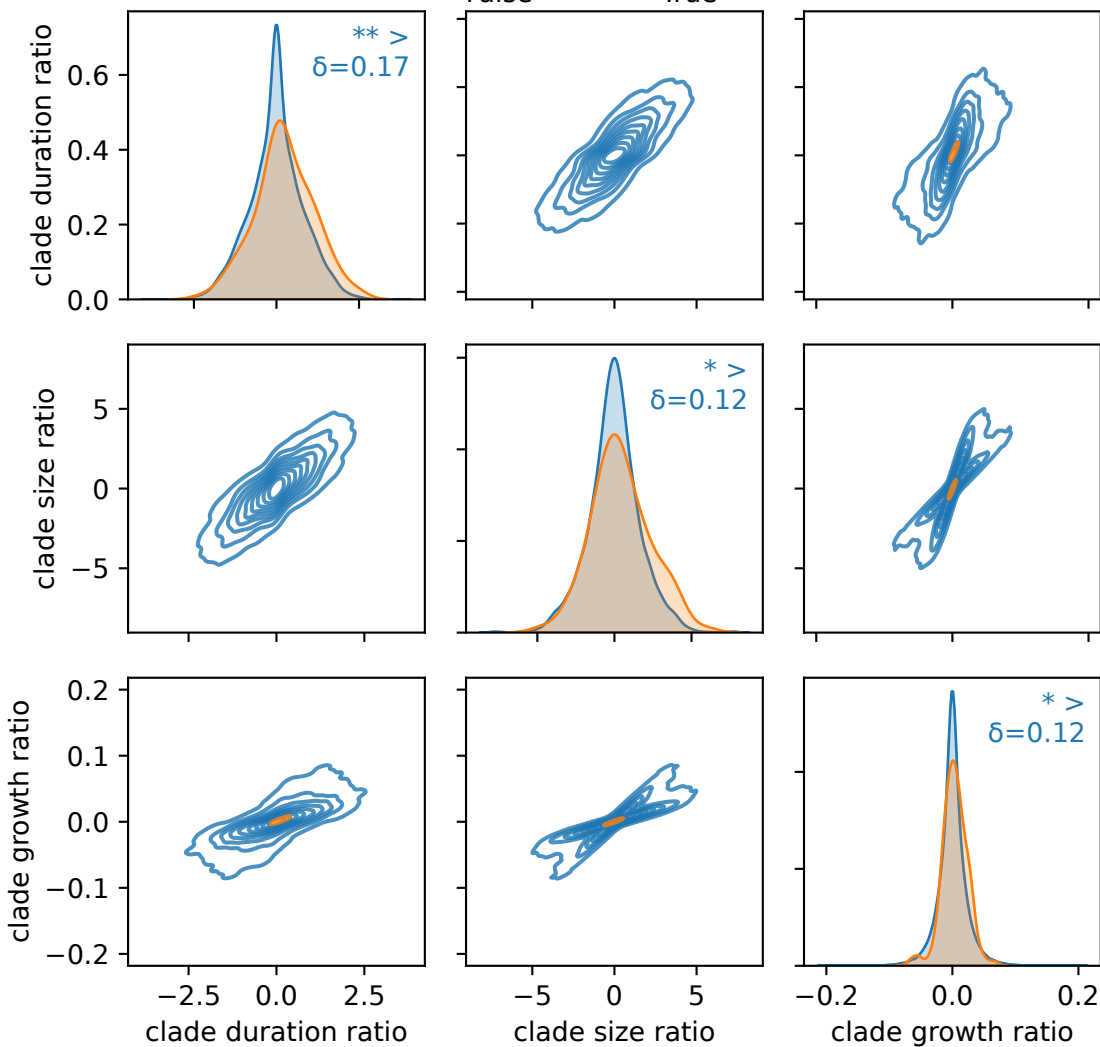 clade duration ratio
0.6
0.4
0.2
0.0
** >
δ=0.17
clade size ratio
5
0
−5
* >
δ=0.12
clade growth ratio
0.2
0.1
0.0
−0.1
−0.2
* >
δ=0.12
−2.5 0.0 2.5
clade duration ratio
−5 0 5
clade size ratio
−0.2 0.0 0.2
clade growth ratio